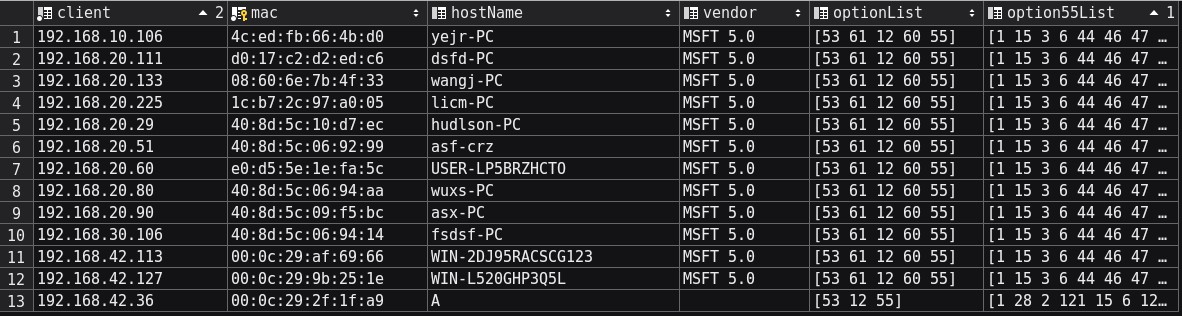 client 2 mac hostName vendor optionList option55List 1
1 192.168.10.106 4c:ed:fb:66:4b:d0 yejr-PC MSFT 5.0 [53 61 12 60 55] [1 15 3 6 44 46 47 …
2 192.168.20.111 d0:17:c2:d2:ed:c6 dsfd-PC MSFT 5.0 [53 61 12 60 55] [1 15 3 6 44 46 47 …
3 192.168.20.133 08:60:6e:7b:4f:33 wangj-PC MSFT 5.0 [53 61 12 60 55] [1 15 3 6 44 46 47 …
4 192.168.20.225 1c:b7:2c:97:a0:05 licm-PC MSFT 5.0 [53 61 12 60 55] [1 15 3 6 44 46 47 …
5 192.168.20.29 40:8d:5c:10:d7:ec hudlson-PC MSFT 5.0 [53 61 12 60 55] [1 15 3 6 44 46 47 …
6 192.168.20.51 40:8d:5c:06:92:99 asf-crz MSFT 5.0 [53 61 12 60 55] [1 15 3 6 44 46 47 …
7 192.168.20.60 e0:d5:5e:1e:fa:5c USER-LP5BRZHCTO MSFT 5.0 [53 61 12 60 55] [1 15 3 6 44 46 47 …
8 192.168.20.80 40:8d:5c:06:94:aa wuxs-PC MSFT 5.0 [53 61 12 60 55] [1 15 3 6 44 46 47 …
9 192.168.20.90 40:8d:5c:09:f5:bc asx-PC MSFT 5.0 [53 61 12 60 55] [1 15 3 6 44 46 47 …
10 192.168.30.106 40:8d:5c:06:94:14 fsdsf-PC MSFT 5.0 [53 61 12 60 55] [1 15 3 6 44 46 47 …
11 192.168.42.113 00:0c:29:af:69:66 WIN-2DJ95RACSCG123 MSFT 5.0 [53 61 12 60 55] [1 15 3 6 44 46 47 …
12 192.168.42.127 00:0c:29:9b:25:1e WIN-L520GHP3Q5L MSFT 5.0 [53 61 12 60 55] [1 15 3 6 44 46 47 …
13 192.168.42.36 00:0c:29:2f:1f:a9 A [53 12 55] [1 28 2 121 15 6 12…